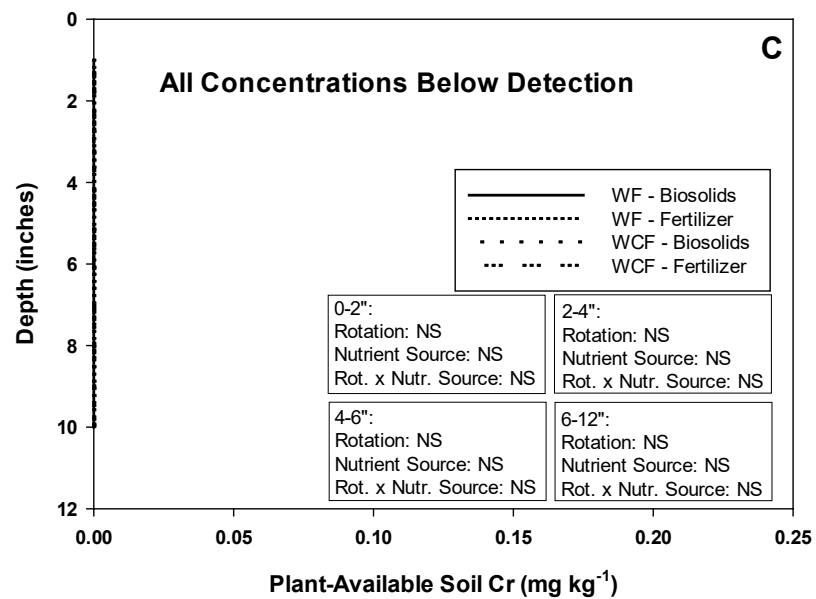 0
C
All Concentrations Below Detection
2
4
6
8
10
12
Depth (inches)
WF - Biosolids
WF - Fertilizer
WCF - Biosolids
WCF - Fertilizer
0-2":
Rotation: NS
Nutrient Source: NS
Rot. x Nutr. Source: NS
2-4":
Rotation: NS
Nutrient Source: NS
Rot. x Nutr. Source: NS
4-6":
Rotation: NS
Nutrient Source: NS
Rot. x Nutr. Source: NS
6-12":
Rotation: NS
Nutrient Source: NS
Rot. x Nutr. Source: NS
0.00 0.05 0.10 0.15 0.20 0.25
Plant-Available Soil Cr (mg kg⁻¹)